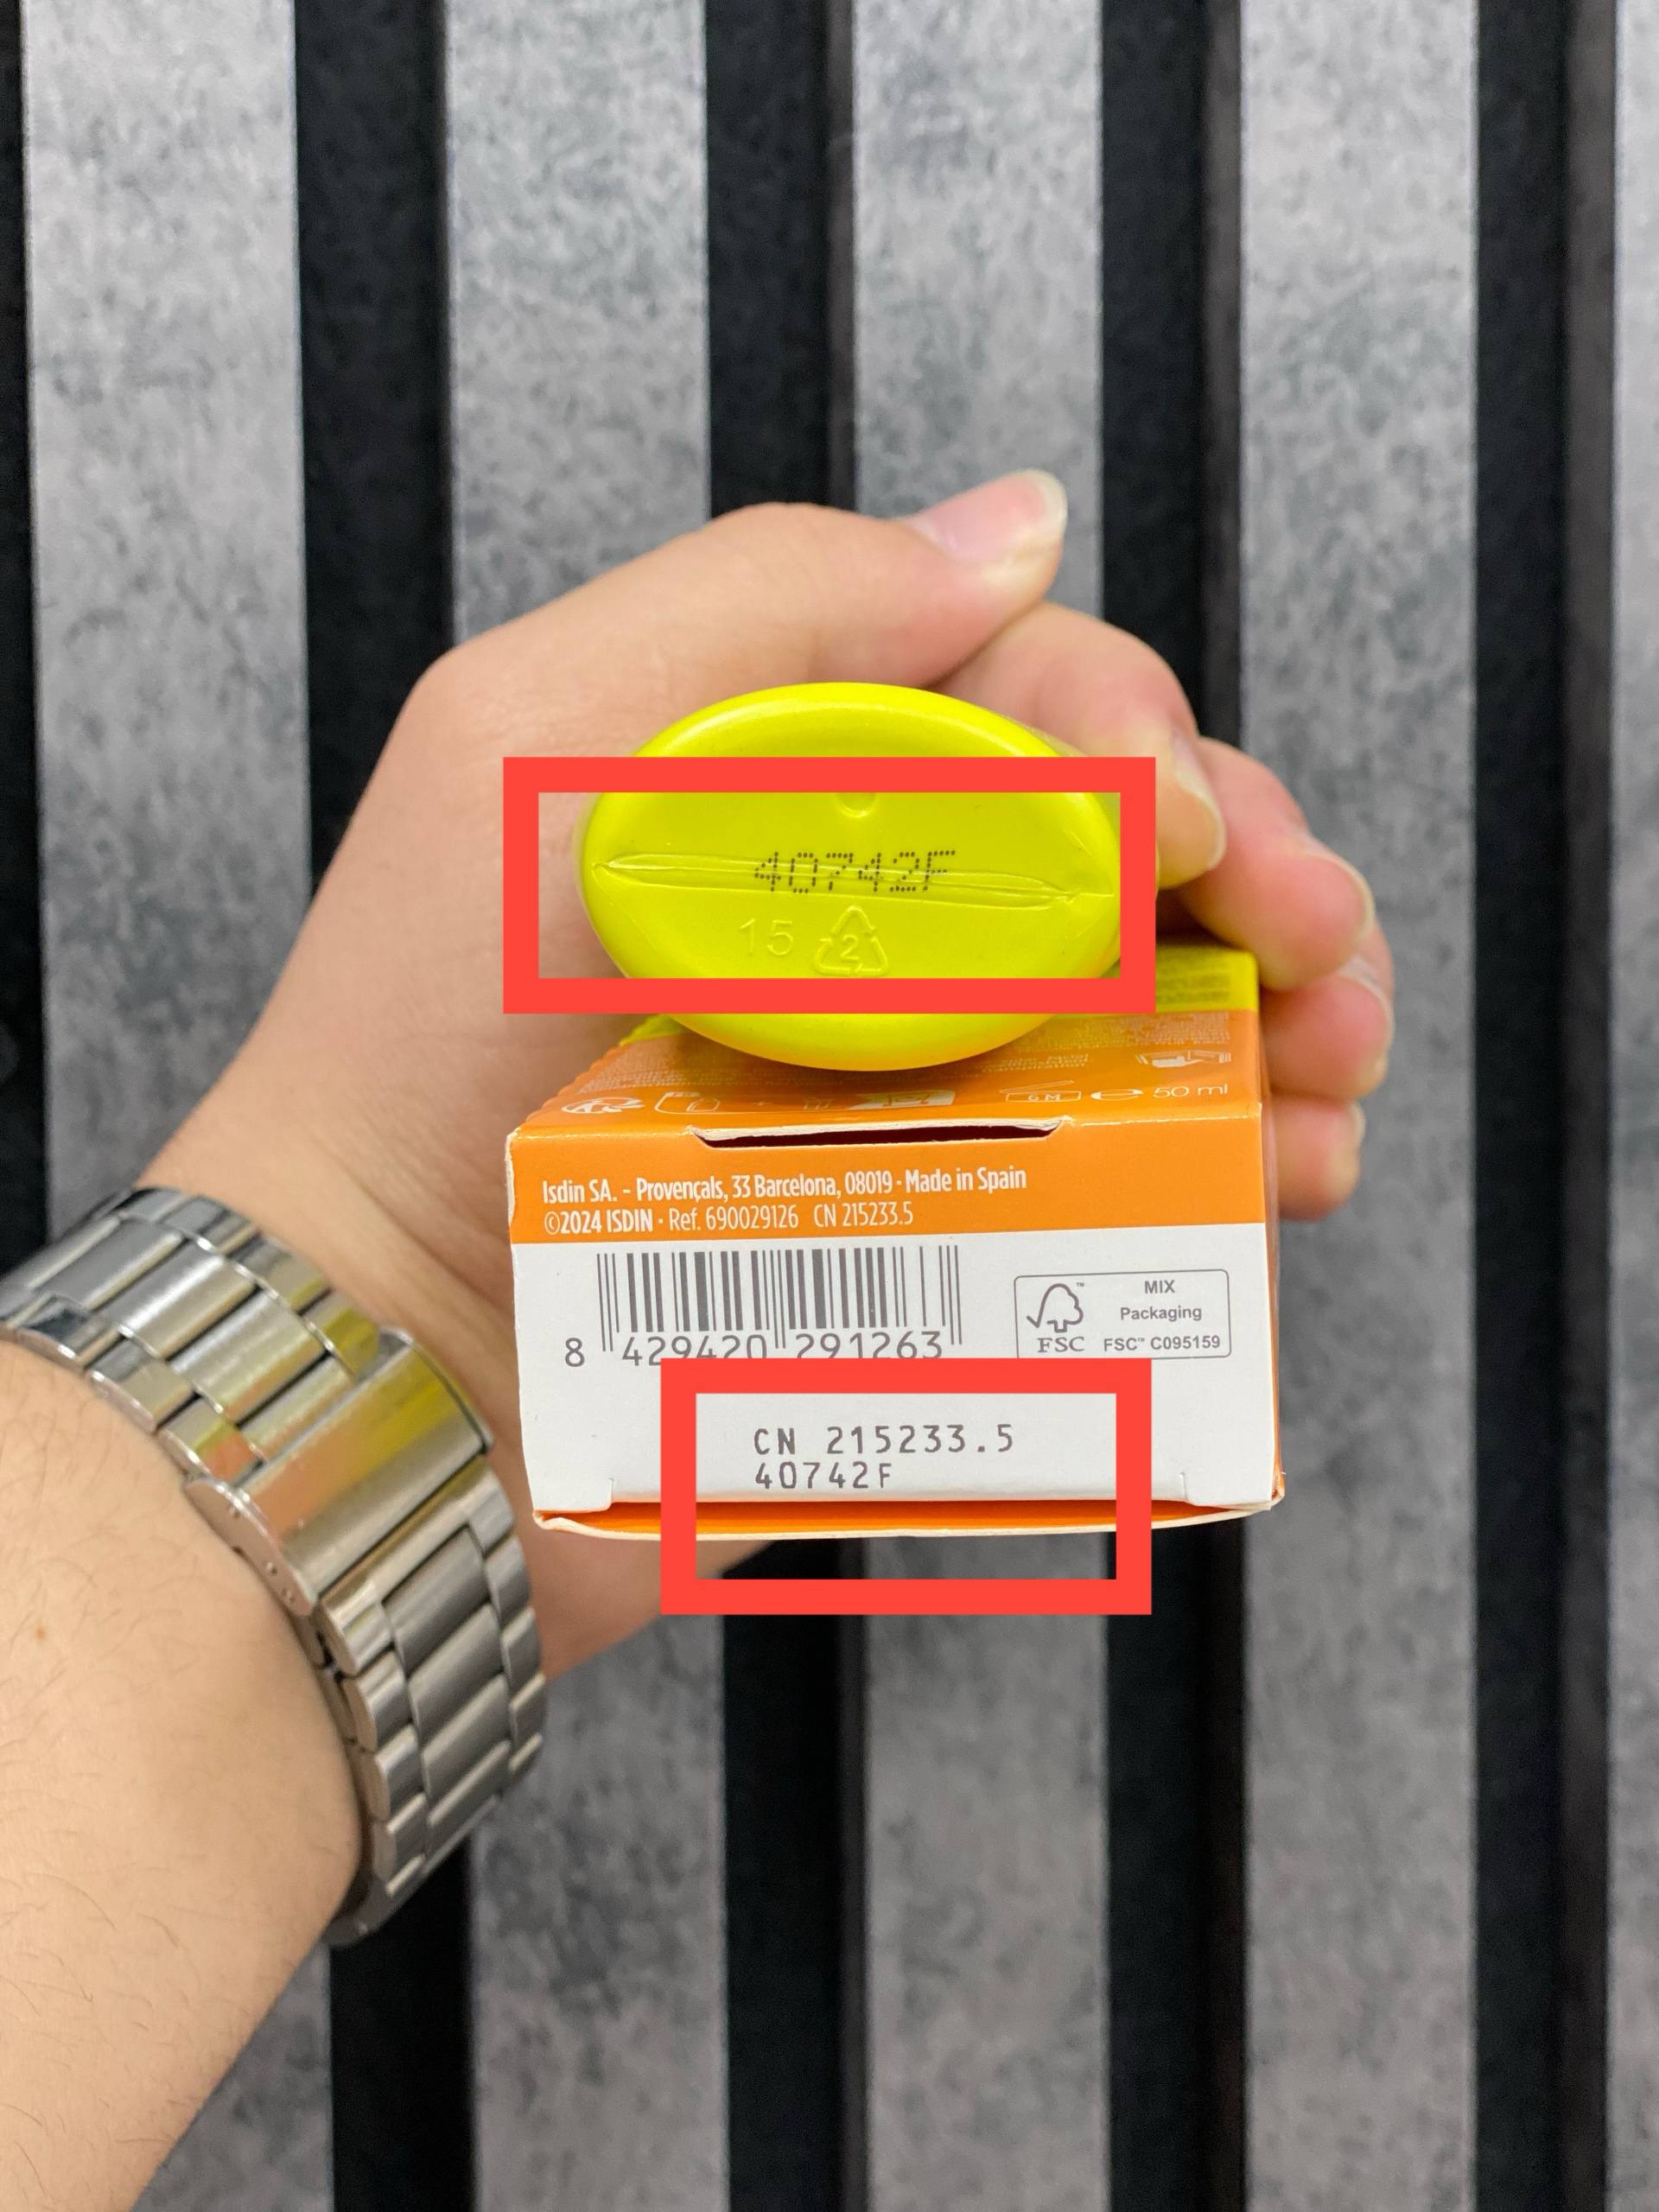 40742F
15 2
6M e 50 ml
Isdin SA. - Provençals, 33 Barcelona, 08019 · Made in Spain
©2024 ISDIN · Ref. 690029126 CN 215233.5
8 429420 291263
MIX
Packaging
FSC™ C095159
FSC
CN 215233.5
40742F